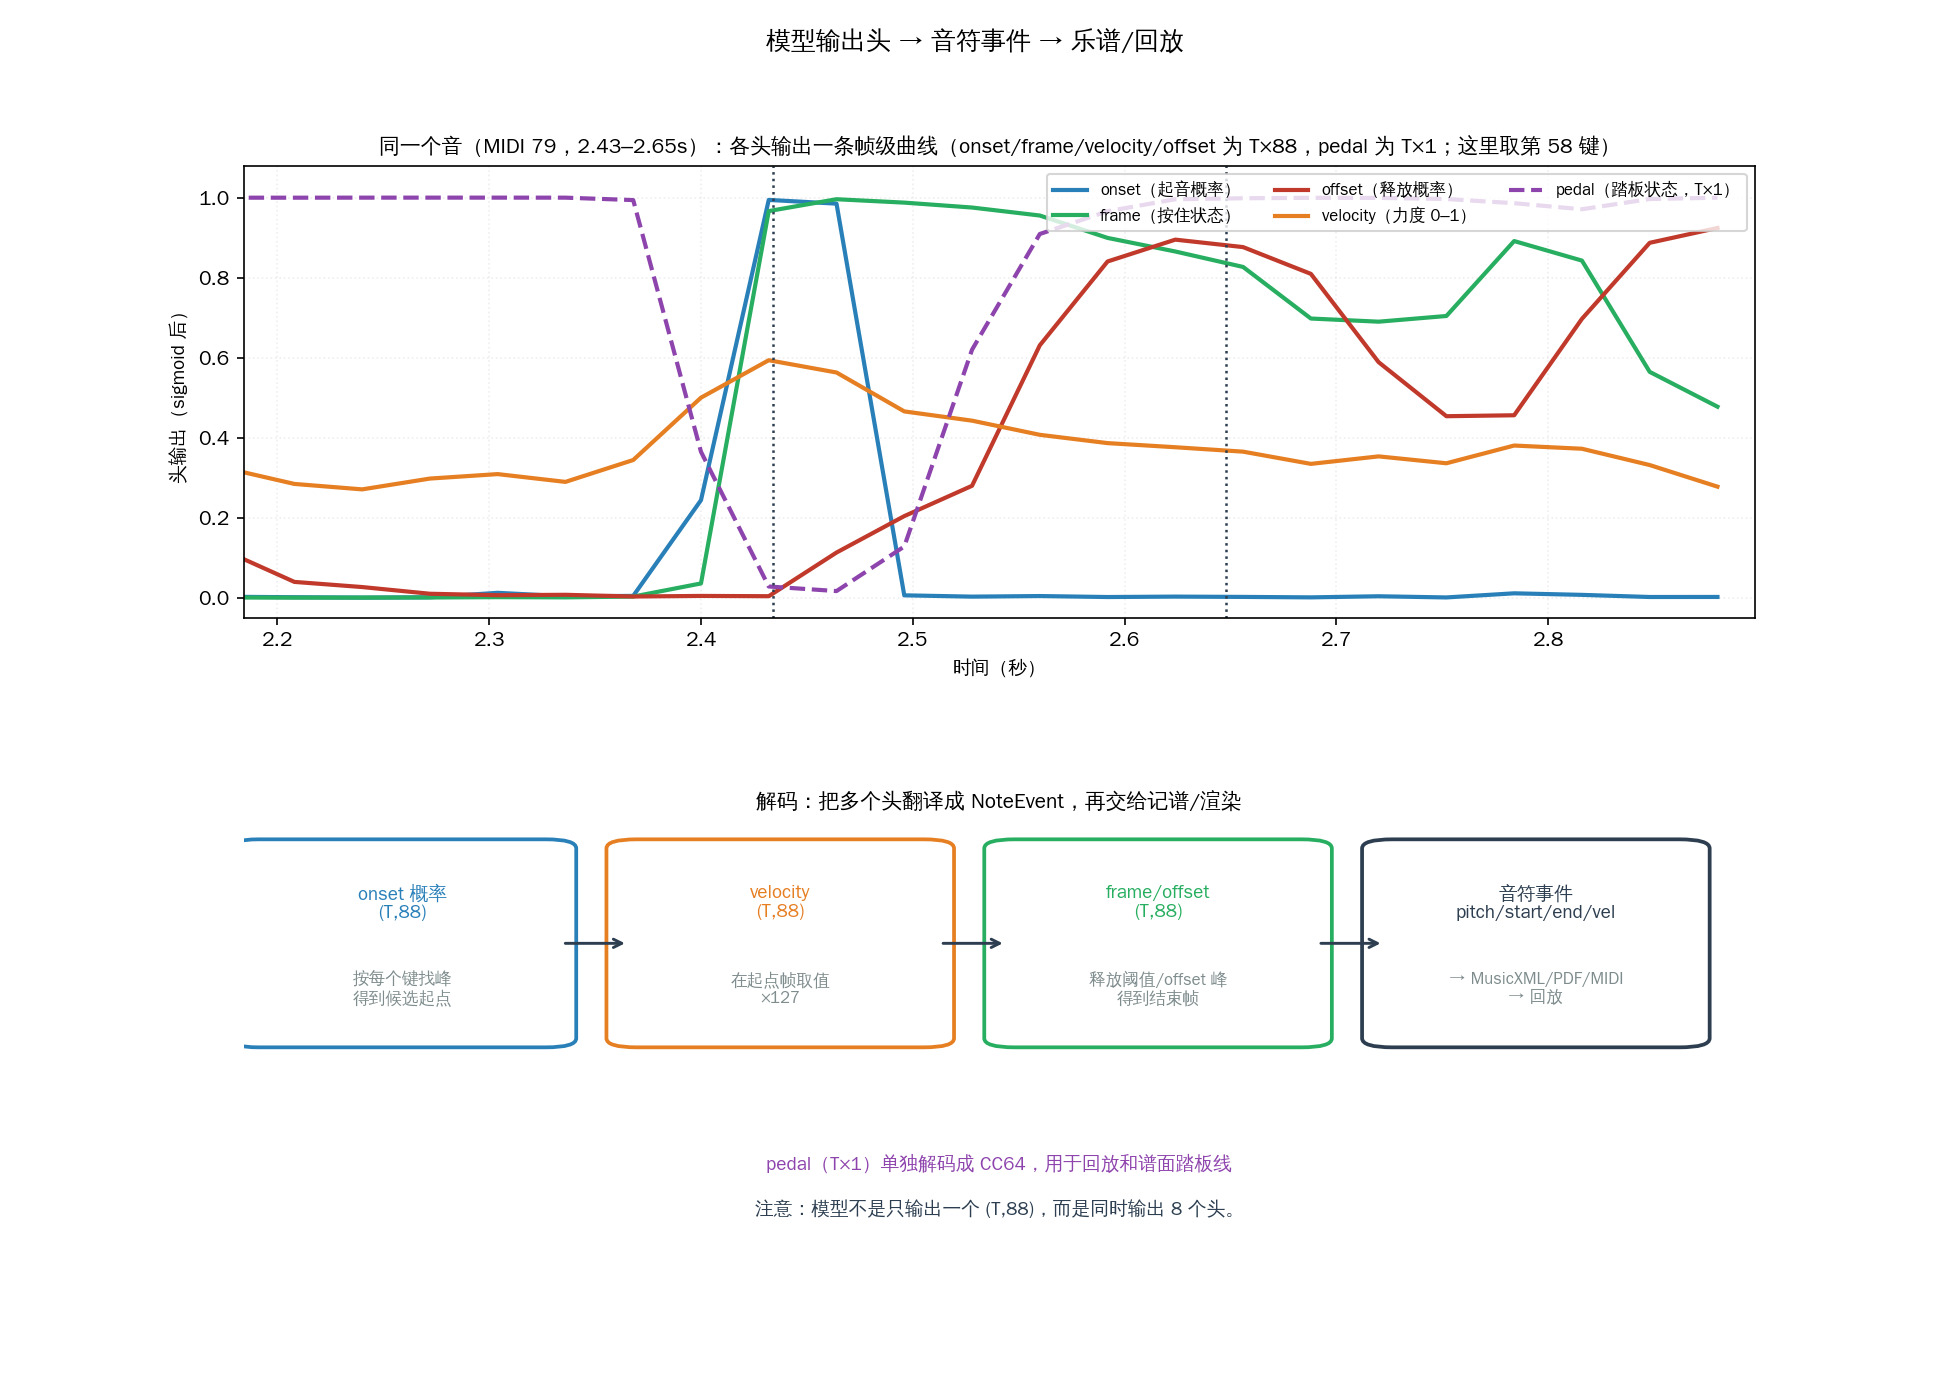 模型输出头 → 音符事件 → 乐谱/回放
同一个音（MIDI 79，2.43–2.65s）：各头输出一条帧级曲线（onset/frame/velocity/offset 为 T×88，pedal 为 T×1；这里取第 58 键）
onset（起音概率）
frame（按住状态）
offset（释放概率）
velocity（力度 0–1）
pedal（踏板状态，T×1）
头输出（sigmoid 后）
1.0
0.8
0.6
0.4
0.2
0.0
2.2 2.3 2.4 2.5 2.6 2.7 2.8
时间（秒）
解码：把多个头翻译成 NoteEvent，再交给记谱/渲染
onset 概率
(T,88)
按每个键找峰
得到候选起点
velocity
(T,88)
在起点帧取值
×127
frame/offset
(T,88)
释放阈值/offset 峰
得到结束帧
音符事件
pitch/start/end/vel
→ MusicXML/PDF/MIDI
→ 回放
pedal（T×1）单独解码成 CC64，用于回放和谱面踏板线
注意：模型不是只输出一个 (T,88)，而是同时输出 8 个头。